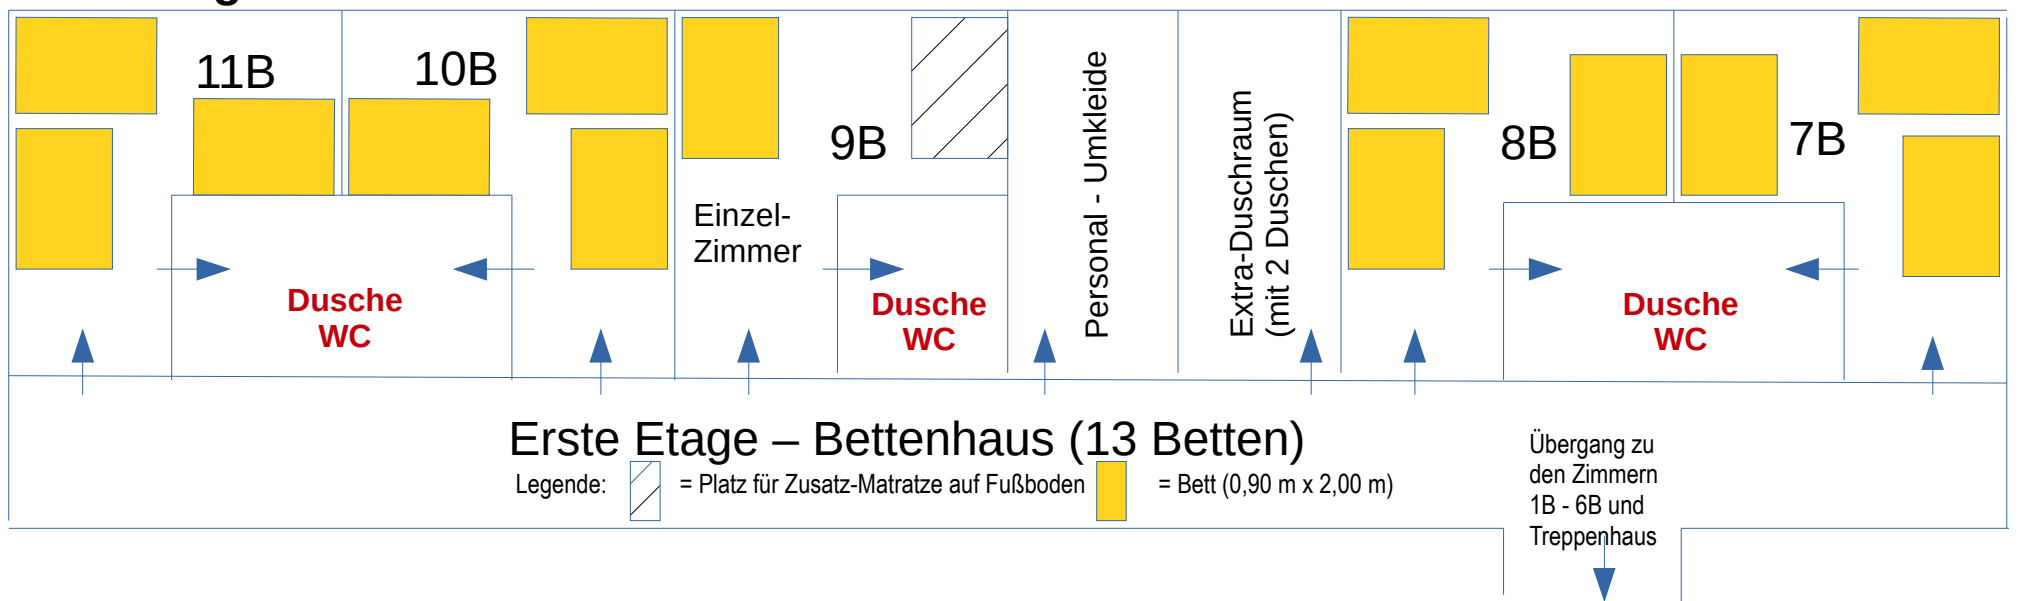 11B
10B
9B
Einzel-
Zimmer
Personal - Umkleide
Extra-Duschraum
(mit 2 Duschen)
8B
7B
Dusche
WC
Dusche
WC
Dusche
WC
Erste Etage – Bettenhaus (13 Betten)
Legende:
= Platz für Zusatz-Matratze auf Fußboden
= Bett (0,90 m x 2,00 m)
Übergang zu
den Zimmern
1B - 6B und
Treppenhaus